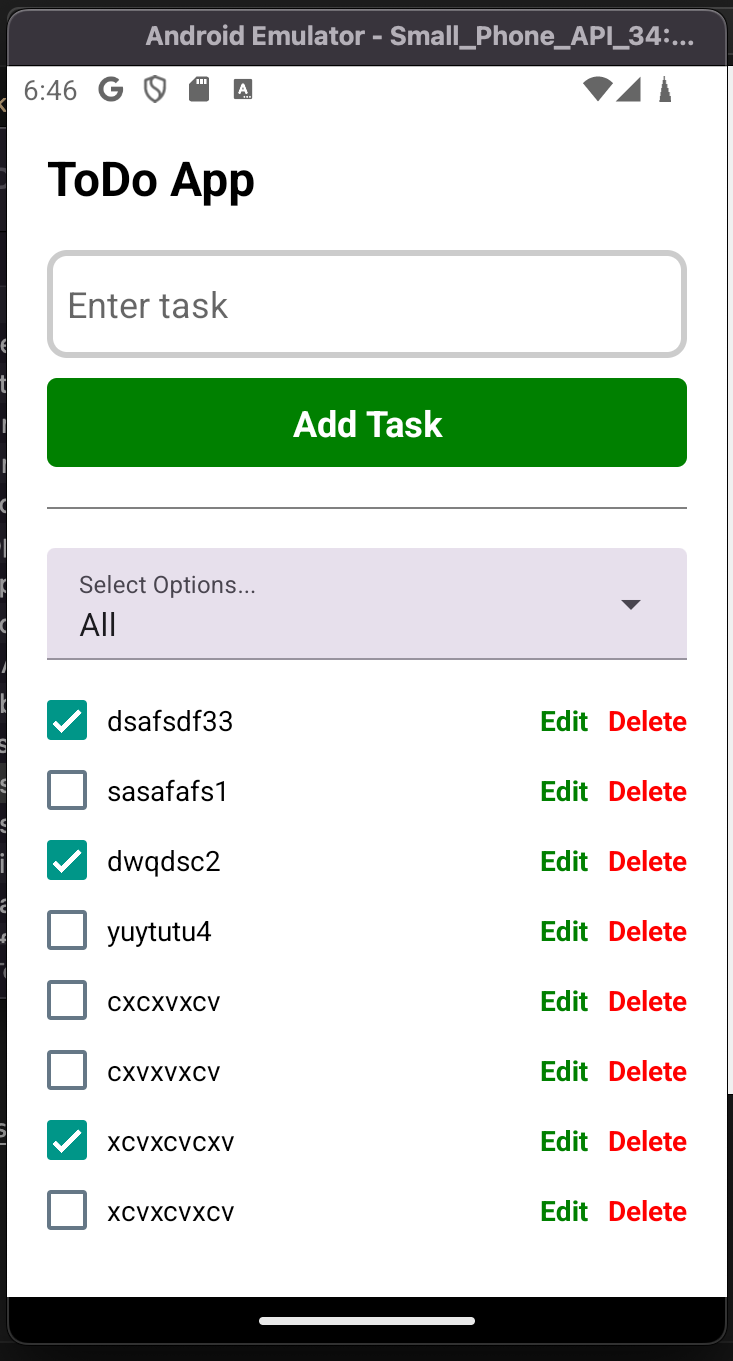 Android Emulator - Small_Phone_API_34:...
6:46
ToDo App
Enter task
Add Task
Select Options...
All
dsafsdf33 Edit Delete
sasafafs1 Edit Delete
dwqdsc2 Edit Delete
yuytutu4 Edit Delete
cxcxvxcv Edit Delete
cxvxvxcv Edit Delete
xcvxcvcxv Edit Delete
xcvxcvxcv Edit Delete